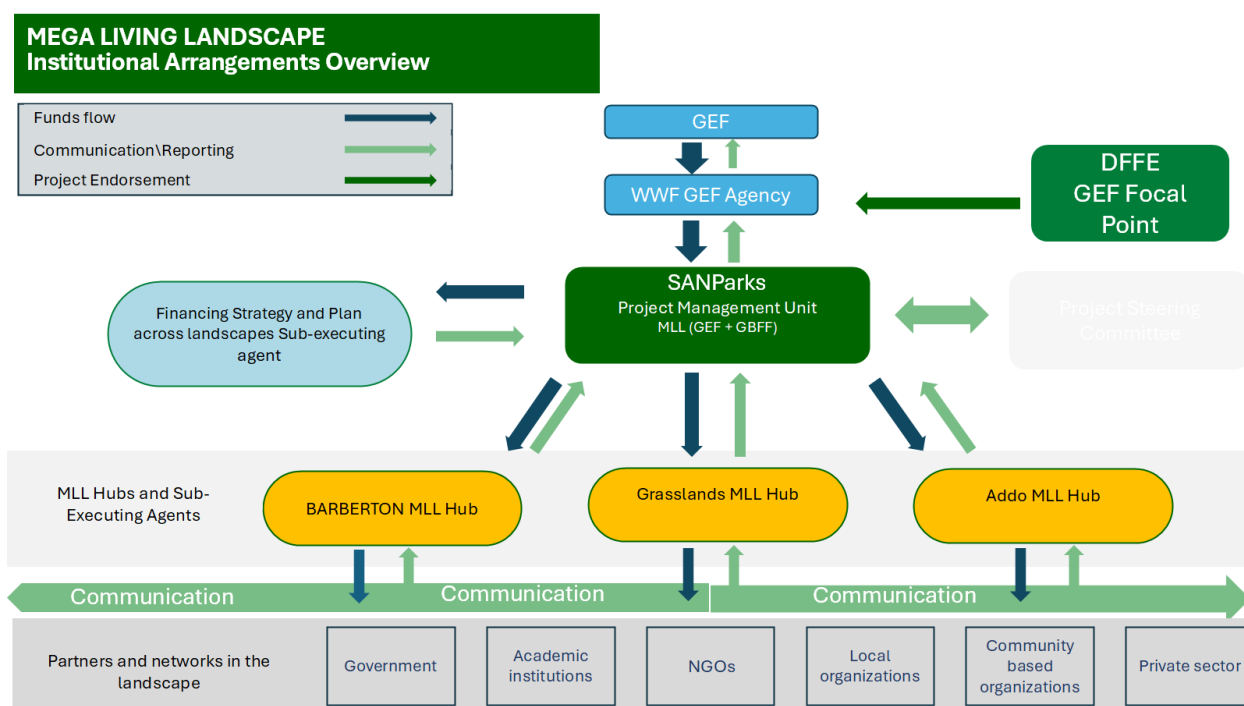 MEGA LIVING LANDSCAPE
Institutional Arrangements Overview
Funds flow
Communication\Reporting
Project Endorsement
GEF
WWF GEF Agency
DFFE
GEF Focal
Point
SANParks
Project Management Unit
MLL (GEF + GBFF)
Financing Strategy and Plan
across landscapes Sub-executing
agent
Project Steering
Committee
MLL Hubs and Sub-
Executing Agents
BARBERTON MLL Hub
Grasslands MLL Hub
Addo MLL Hub
Communication
Communication
Communication
Partners and networks in the
landscape
Government
Academic
institutions
NGOs
Local
organizations
Community
based
organizations
Private sector